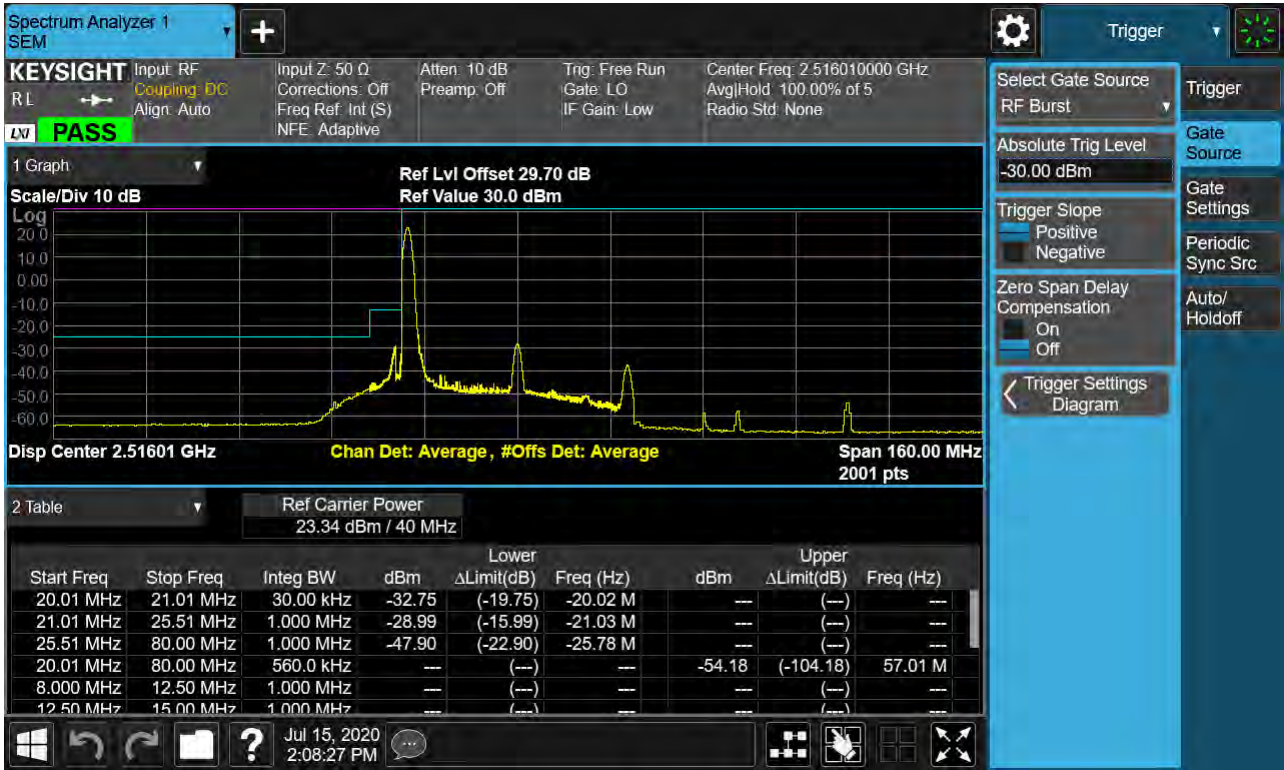 Spectrum Analyzer 1
SEM
+
Trigger
KEYSIGHT
RL
LXI PASS
Input: RF
Coupling: DC
Align: Auto
Input Z: 50 Ω
Corrections: Off
Freq Ref: Int (S)
NFE: Adaptive
Atten: 10 dB
Preamp: Off
Trig: Free Run
Gate: LO
IF Gain: Low
Center Freq: 2.516010000 GHz
Avg|Hold: 100.00% of 5
Radio Std: None
1 Graph
Scale/Div 10 dB
Ref Lvl Offset 29.70 dB
Ref Value 30.0 dBm
Log
20.0
10.0
0.00
-10.0
-20.0
-30.0
-40.0
-50.0
-60.0
Disp Center 2.51601 GHz
Chan Det: Average, #Offs Det: Average
Span 160.00 MHz
2001 pts
2 Table
Ref Carrier Power
23.34 dBm / 40 MHz
Lower Upper
Start Freq Stop Freq Integ BW dBm ΔLimit(dB) Freq (Hz) dBm ΔLimit(dB) Freq (Hz)
20.01 MHz 21.01 MHz 30.00 kHz -32.75 (-19.75) -20.02 M --- (---) ---
21.01 MHz 25.51 MHz 1.000 MHz -28.99 (-15.99) -21.03 M --- (---) ---
25.51 MHz 80.00 MHz 1.000 MHz -47.90 (-22.90) -25.78 M --- (---) ---
20.01 MHz 80.00 MHz 560.0 kHz --- (---) --- -54.18 (-104.18) 57.01 M
8.000 MHz 12.50 MHz 1.000 MHz --- (---) --- --- (---) ---
12.50 MHz 15.00 MHz 1.000 MHz --- (---) --- --- (---) ---
?
Jul 15, 2020
2:08:27 PM
Select Gate Source
RF Burst
Absolute Trig Level
-30.00 dBm
Trigger Slope
Positive
Negative
Zero Span Delay
Compensation
On
Off
Trigger Settings
Diagram
Trigger
Gate
Source
Gate
Settings
Periodic
Sync Src
Auto/
Holdoff